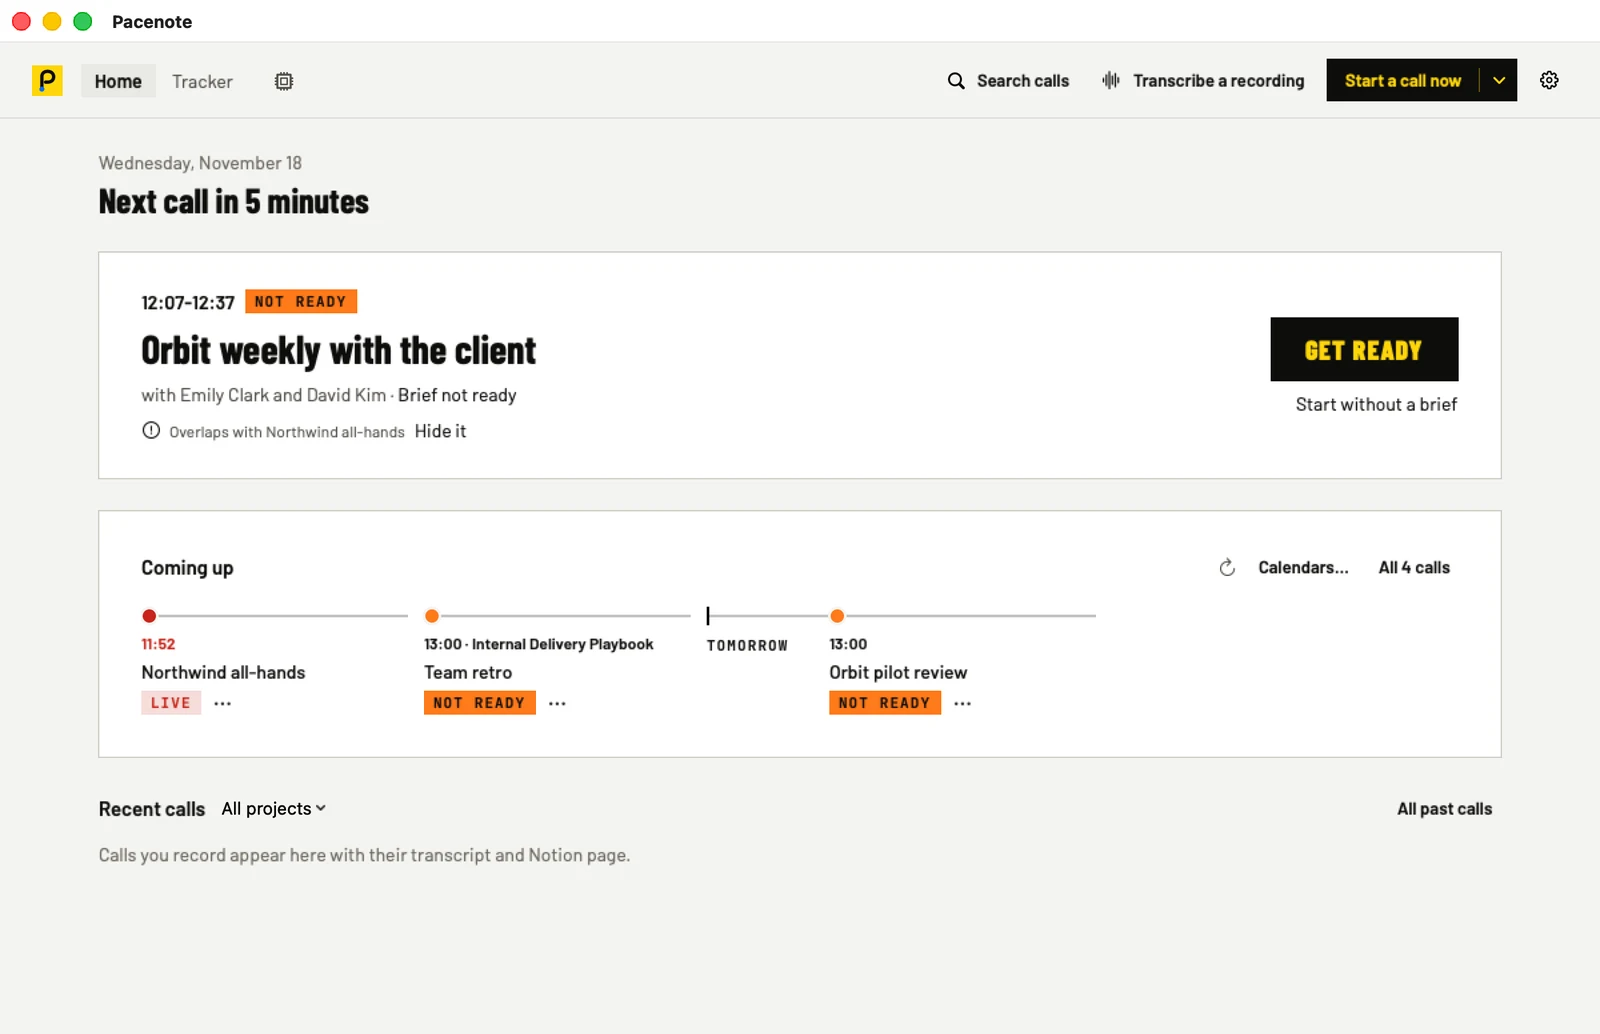 Pacenote
Home
Tracker
Search calls
Transcribe a recording
Start a call now
Wednesday, November 18
Next call in 5 minutes
12:07-12:37 NOT READY
Orbit weekly with the client
with Emily Clark and David Kim · Brief not ready
Overlaps with Northwind all-hands Hide it
GET READY
Start without a brief
Coming up
Calendars...
All 4 calls
11:52
Northwind all-hands
LIVE
13:00 · Internal Delivery Playbook
Team retro
NOT READY
TOMORROW
13:00
Orbit pilot review
NOT READY
Recent calls
All projects
All past calls
Calls you record appear here with their transcript and Notion page.